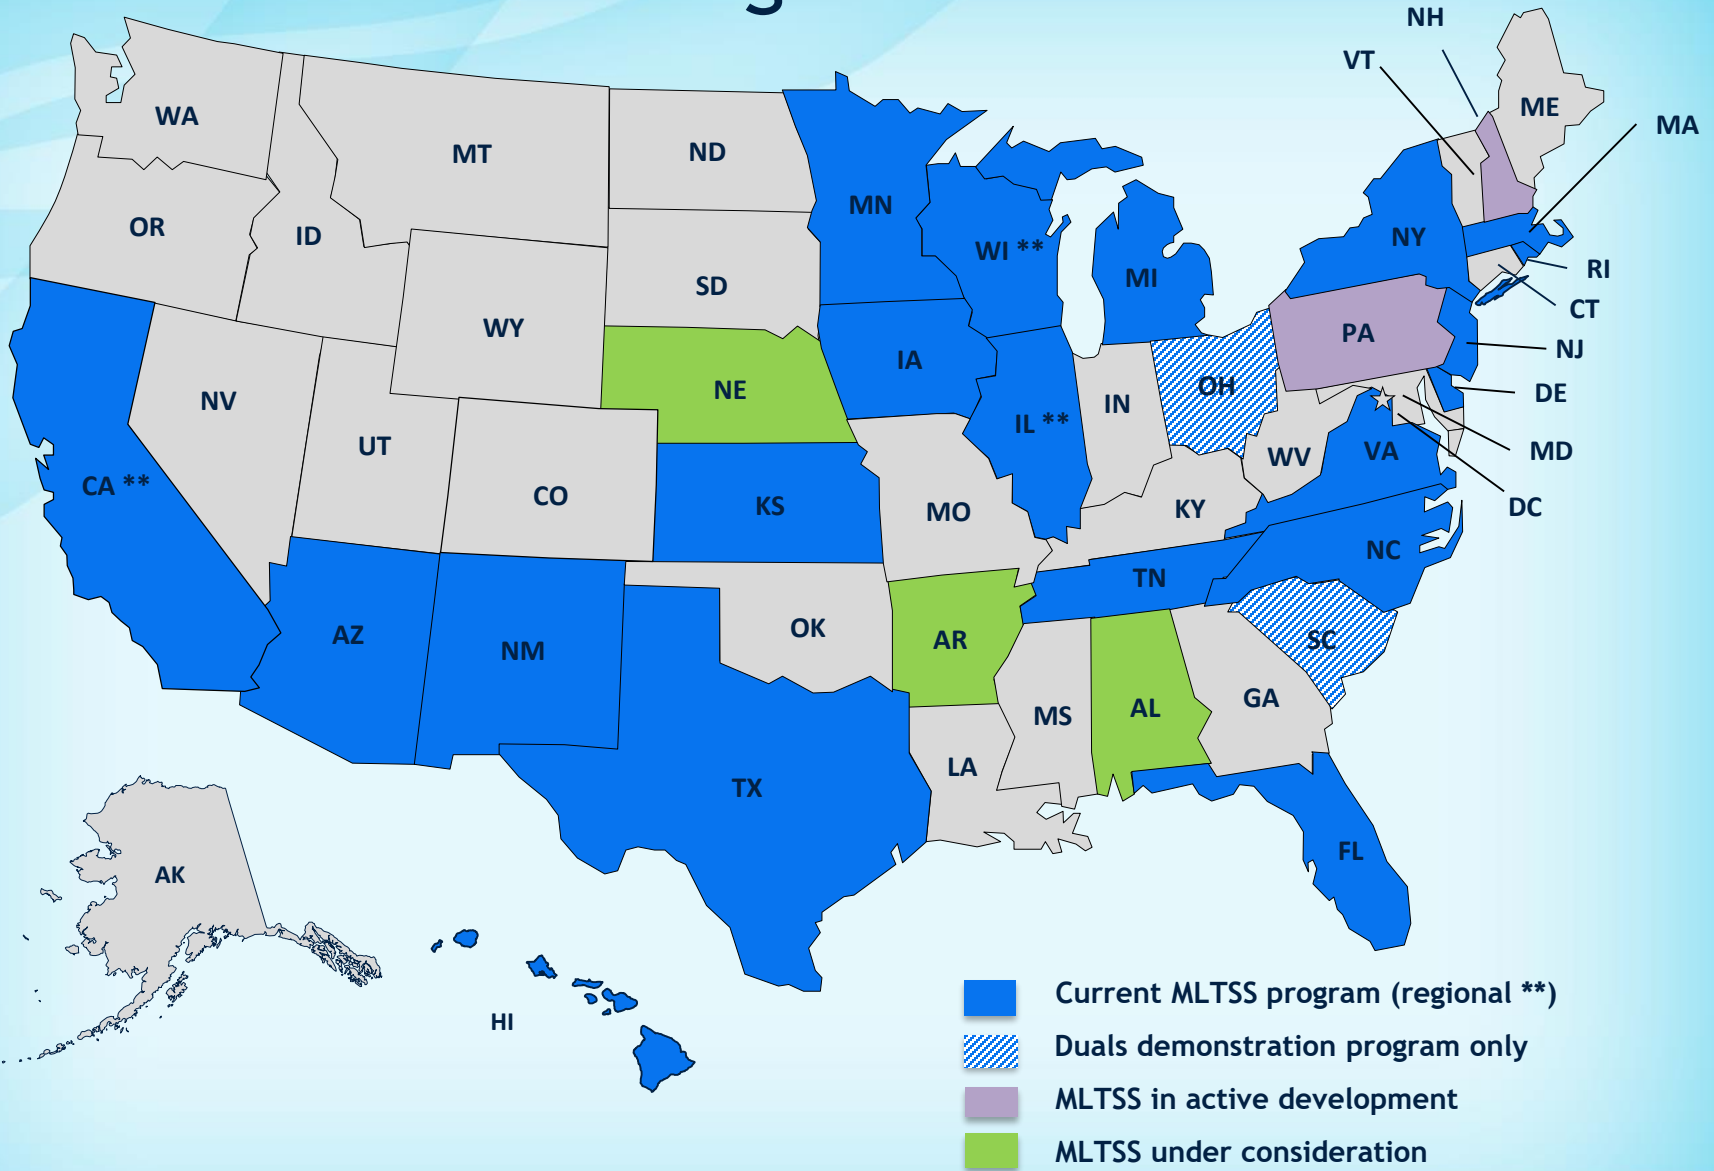 NH
VT
ME
WA
MT
ND
MA
MN
OR
ID
NY
WI **
RI
MI
SD
CT
WY
PA
NJ
IA
NE
OH
DE
NV
IN
IL **
UT
WV
VA
MD
CA **
CO
KS
MO
KY
DC
NC
TN
AZ
NM
OK
AR
SC
GA
MS
AL
LA
TX
FL
AK
HI
Current MLTSS program (regional **)
Duals demonstration program only
MLTSS in active development
MLTSS under consideration